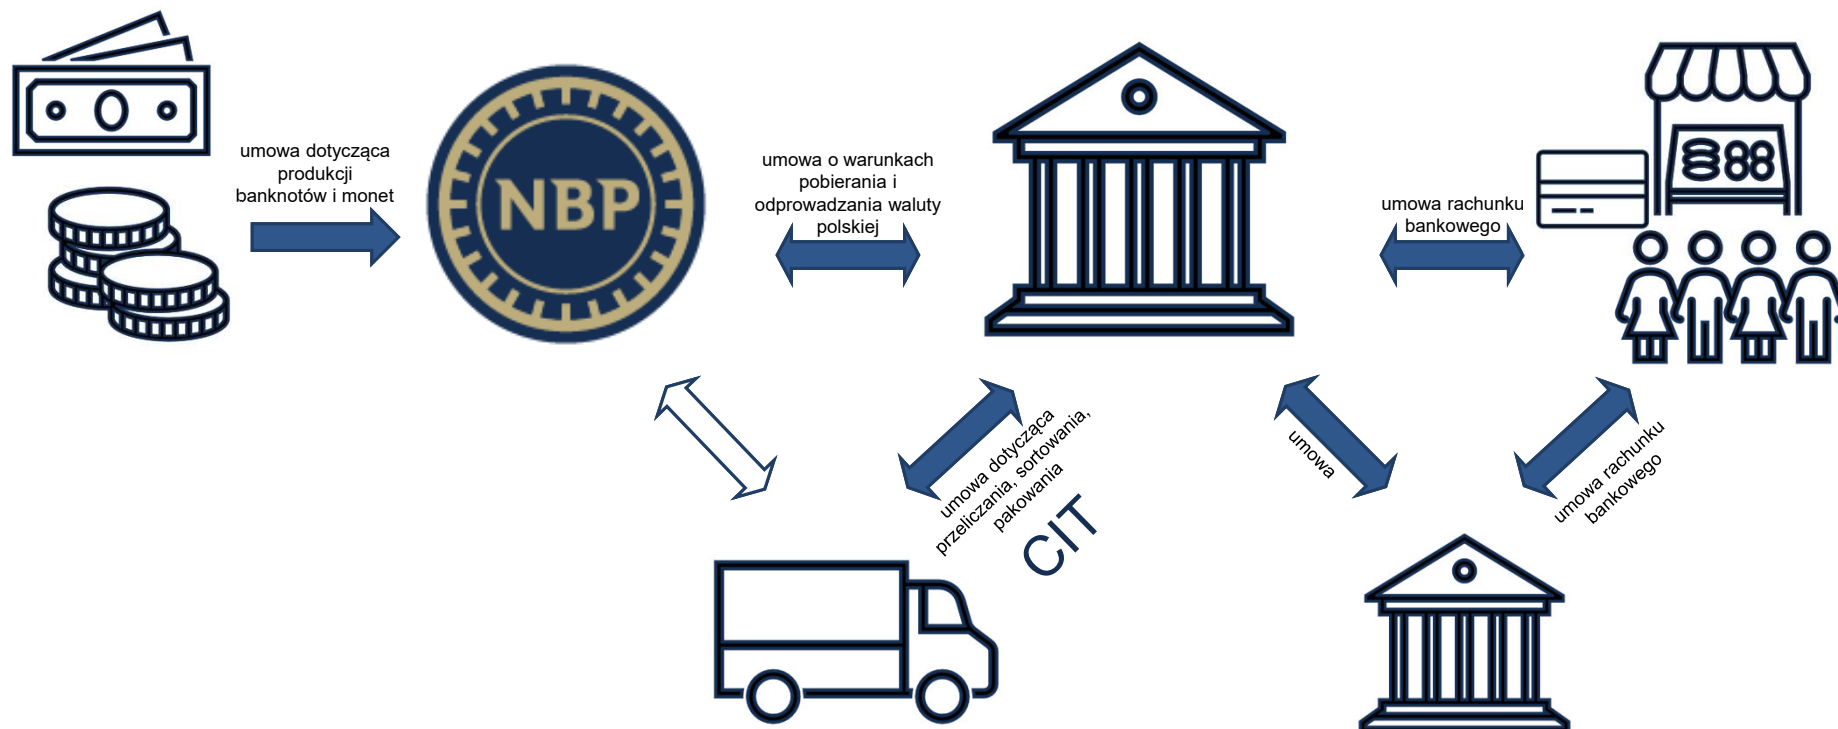 umowa dotycząca
produkcji
banknotów i monet
NBP
umowa o warunkach
pobierania i
odprowadzania waluty
polskiej
umowa rachunku
bankowego
umowa dotycząca
przeliczania, sortowania,
pakowania
CIT
umowa
umowa rachunku
bankowego